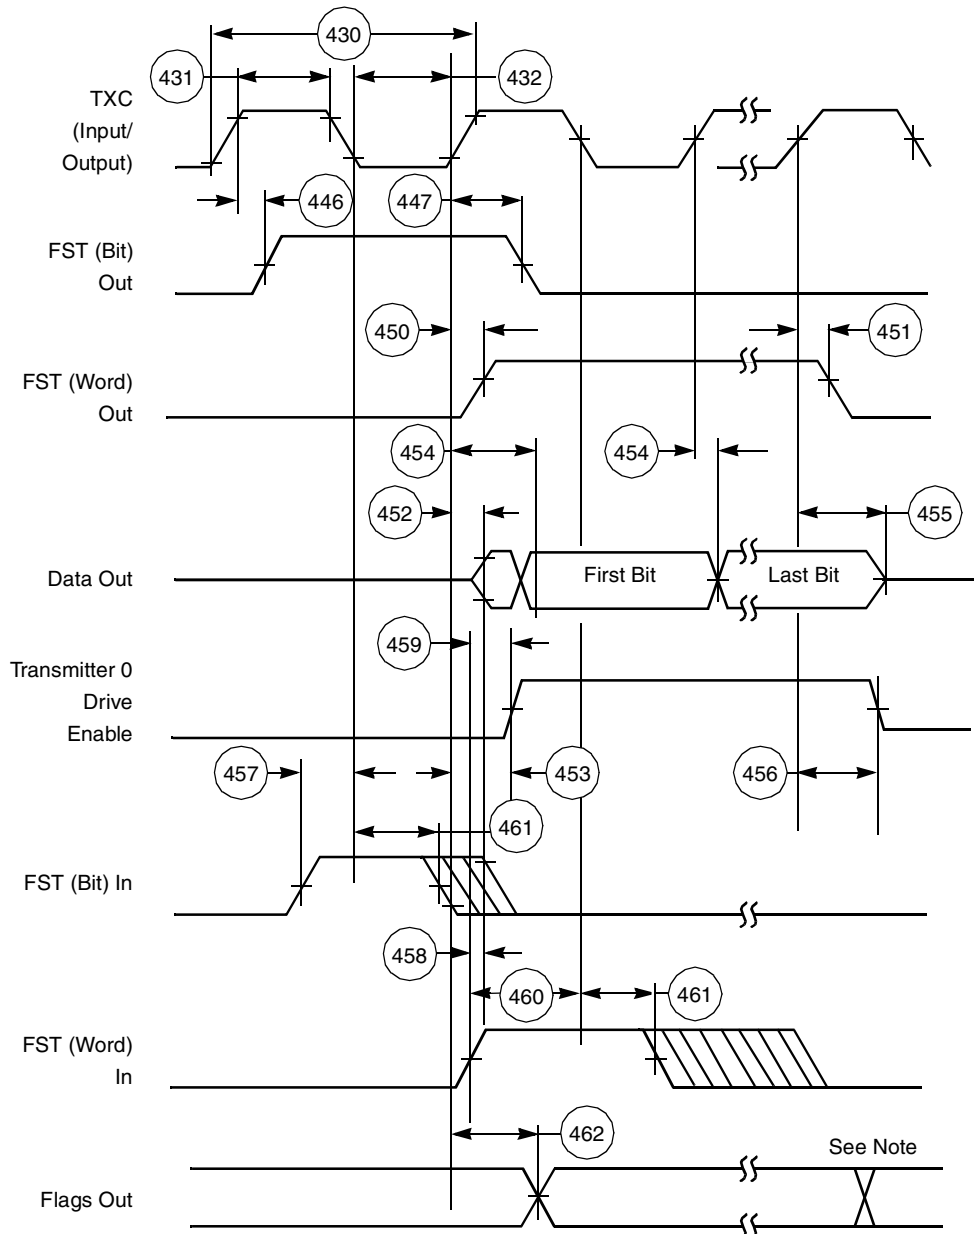 430
431
432
TXC
(Input/
Output)
446
447
FST (Bit)
Out
450
451
FST (Word)
Out
454
454
452
455
Data Out
First Bit
Last Bit
459
Transmitter 0
Drive
Enable
457
453
456
461
FST (Bit) In
458
460
461
FST (Word)
In
462
See Note
Flags Out